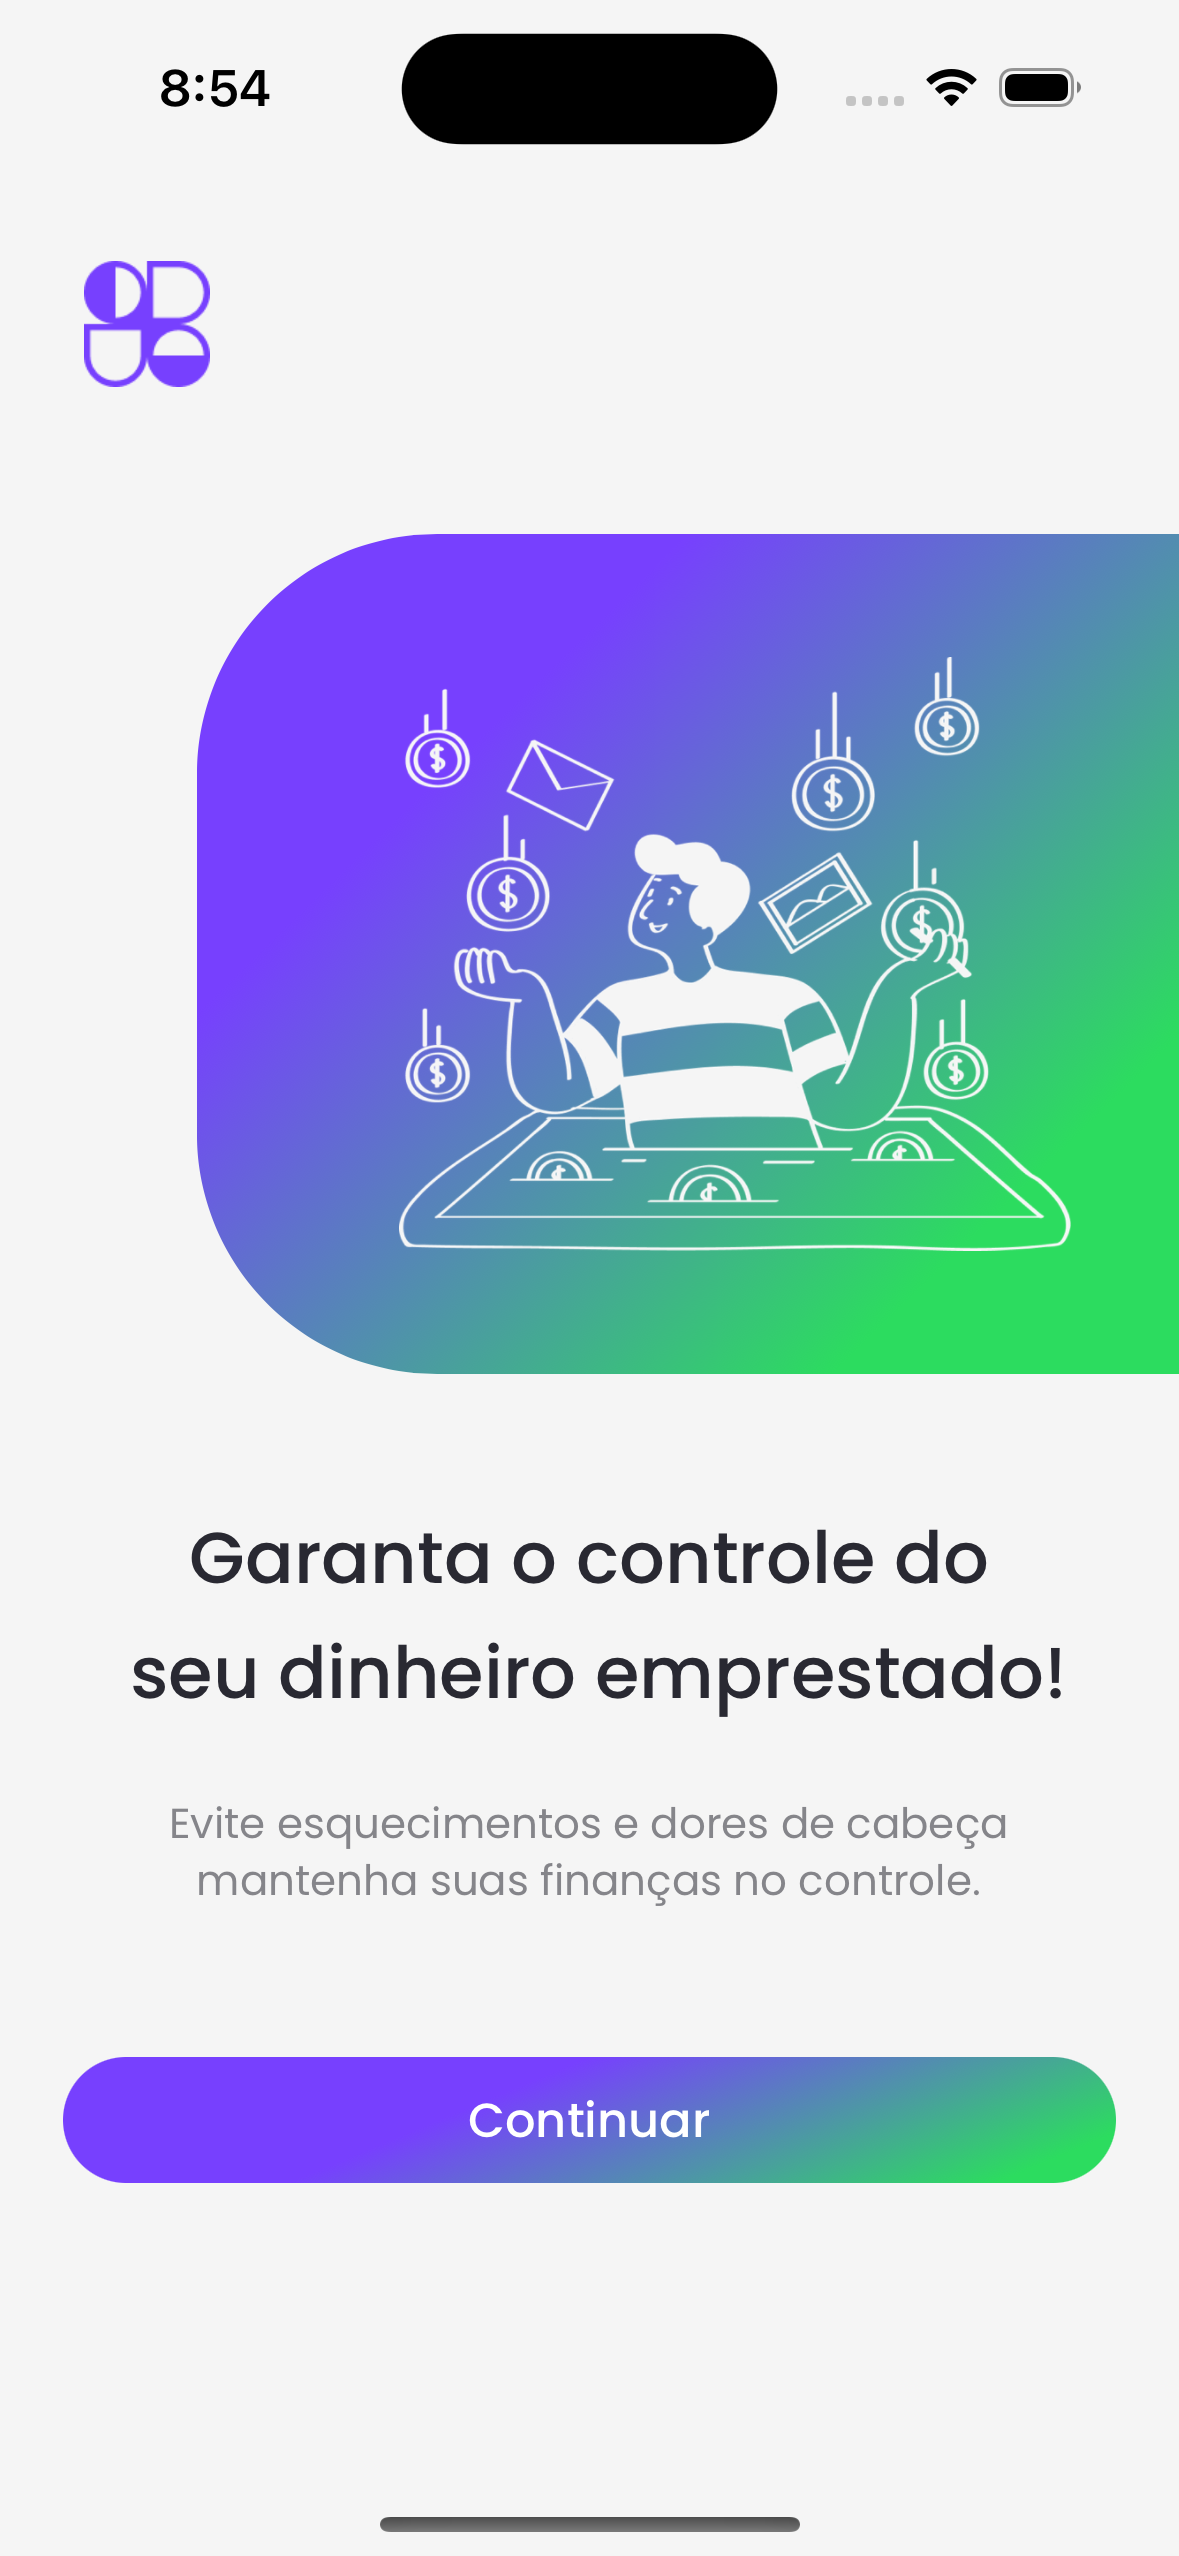 8:54
$
$
$
$
$
$
$
$
$
$
$
Garanta o controle do
seu dinheiro emprestado!
Evite esquecimentos e dores de cabeça
mantenha suas finanças no controle.
Continuar